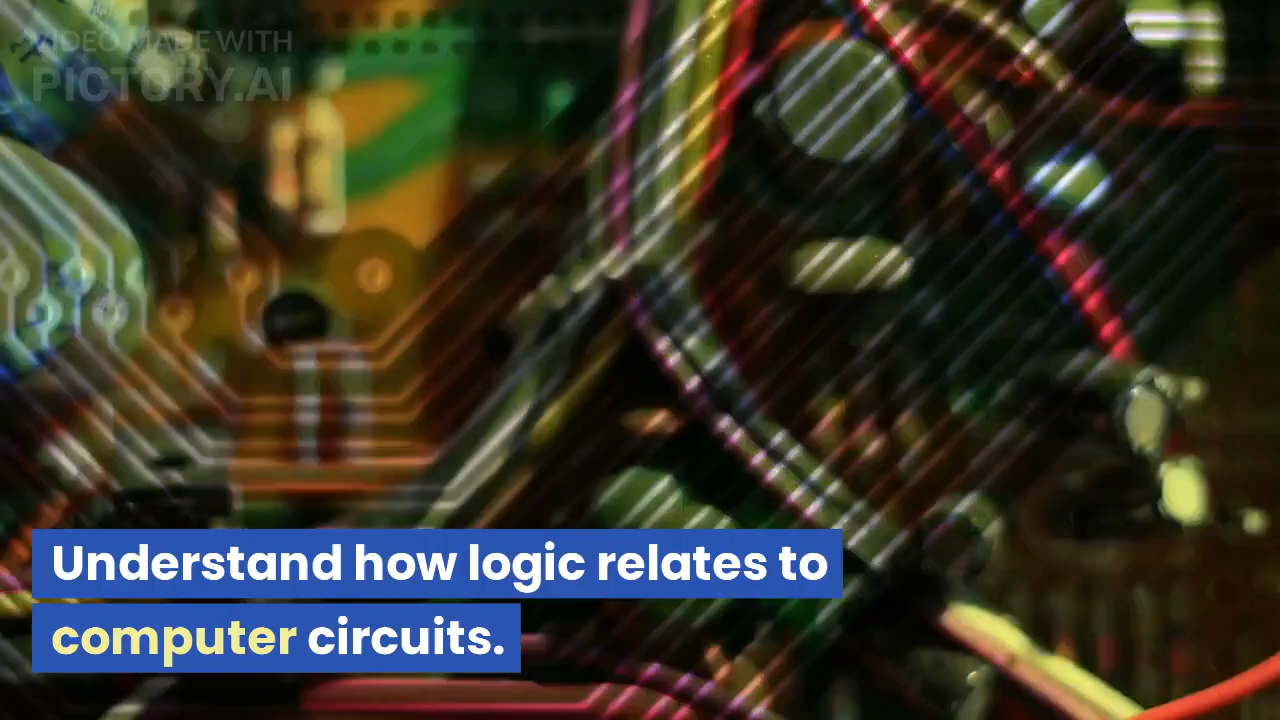 VIDEO MADE WITH
PICTORY.AI
Understand how logic relates to
computer circuits.